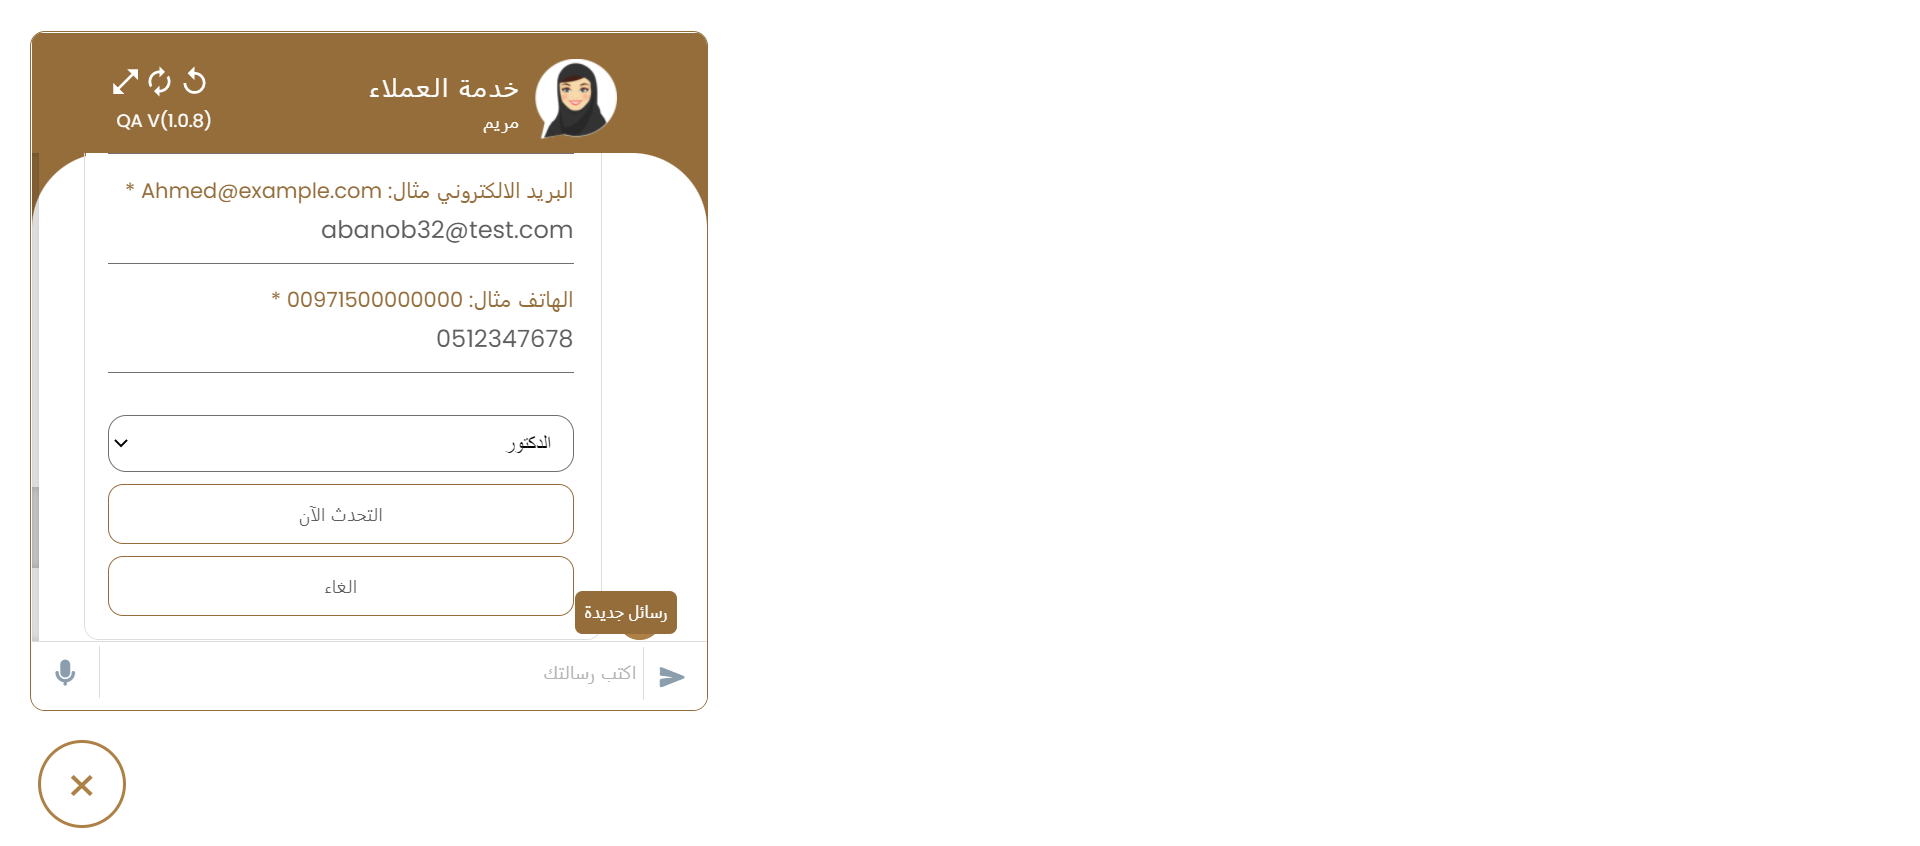 خدمة العملاء
مريم
QA V(1.0.8)
البريد الالكتروني مثال: Ahmed@example.com *
abanob32@test.com
الهاتف مثال: 00971500000000 *
0512347678
الدكتور
التحدث الآن
الغاء
رسائل جديدة
اكتب رسالتك